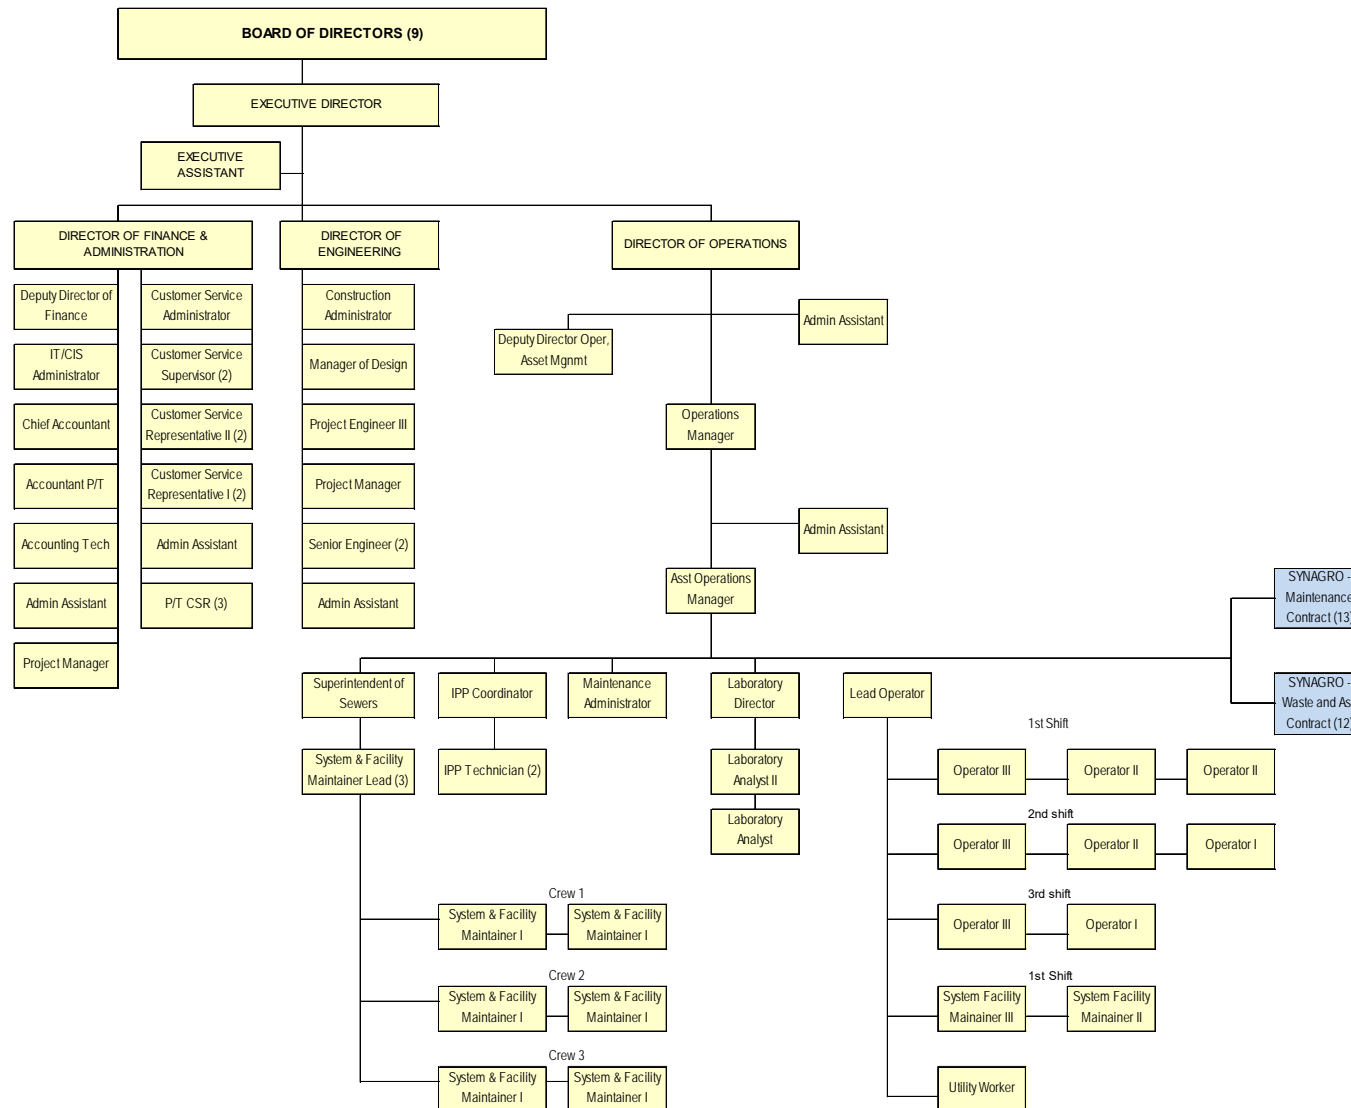 BOARD OF DIRECTORS (9)
EXECUTIVE DIRECTOR
EXECUTIVE
ASSISTANT
DIRECTOR OF FINANCE &
ADMINISTRATION
DIRECTOR OF
ENGINEERING
DIRECTOR OF OPERATIONS
Deputy Director of
Finance
IT/CIS
Administrator
Chief Accountant
Accountant P/T
Accounting Tech
Admin Assistant
Project Manager
Customer Service
Administrator
Customer Service
Supervisor (2)
Customer Service
Representative II (2)
Customer Service
Representative I (2)
Admin Assistant
P/T CSR (3)
Construction
Administrator
Manager of Design
Project Engineer III
Project Manager
Senior Engineer (2)
Admin Assistant
Deputy Director Oper,
Asset Mgnmt
Admin Assistant
Operations
Manager
Admin Assistant
Asst Operations
Manager
SYNAGRO -
Maintenance
Contract (13)
SYNAGRO -
Waste and As
Contract (12)
Superintendent of
Sewers
System & Facility
Maintainer Lead (3)
IPP Coordinator
IPP Technician (2)
Maintenance
Administrator
Laboratory
Director
Laboratory
Analyst II
Laboratory
Analyst
Crew 1
System & Facility
Maintainer I
System & Facility
Maintainer I
Crew 2
System & Facility
Maintainer I
System & Facility
Maintainer I
Crew 3
System & Facility
Maintainer I
System & Facility
Maintainer I
Lead Operator
1st Shift
Operator III
Operator II
Operator II
2nd shift
Operator III
Operator II
Operator I
3rd shift
Operator III
Operator I
1st Shift
System Facility
Mainainer III
System Facility
Mainainer II
Utility Worker